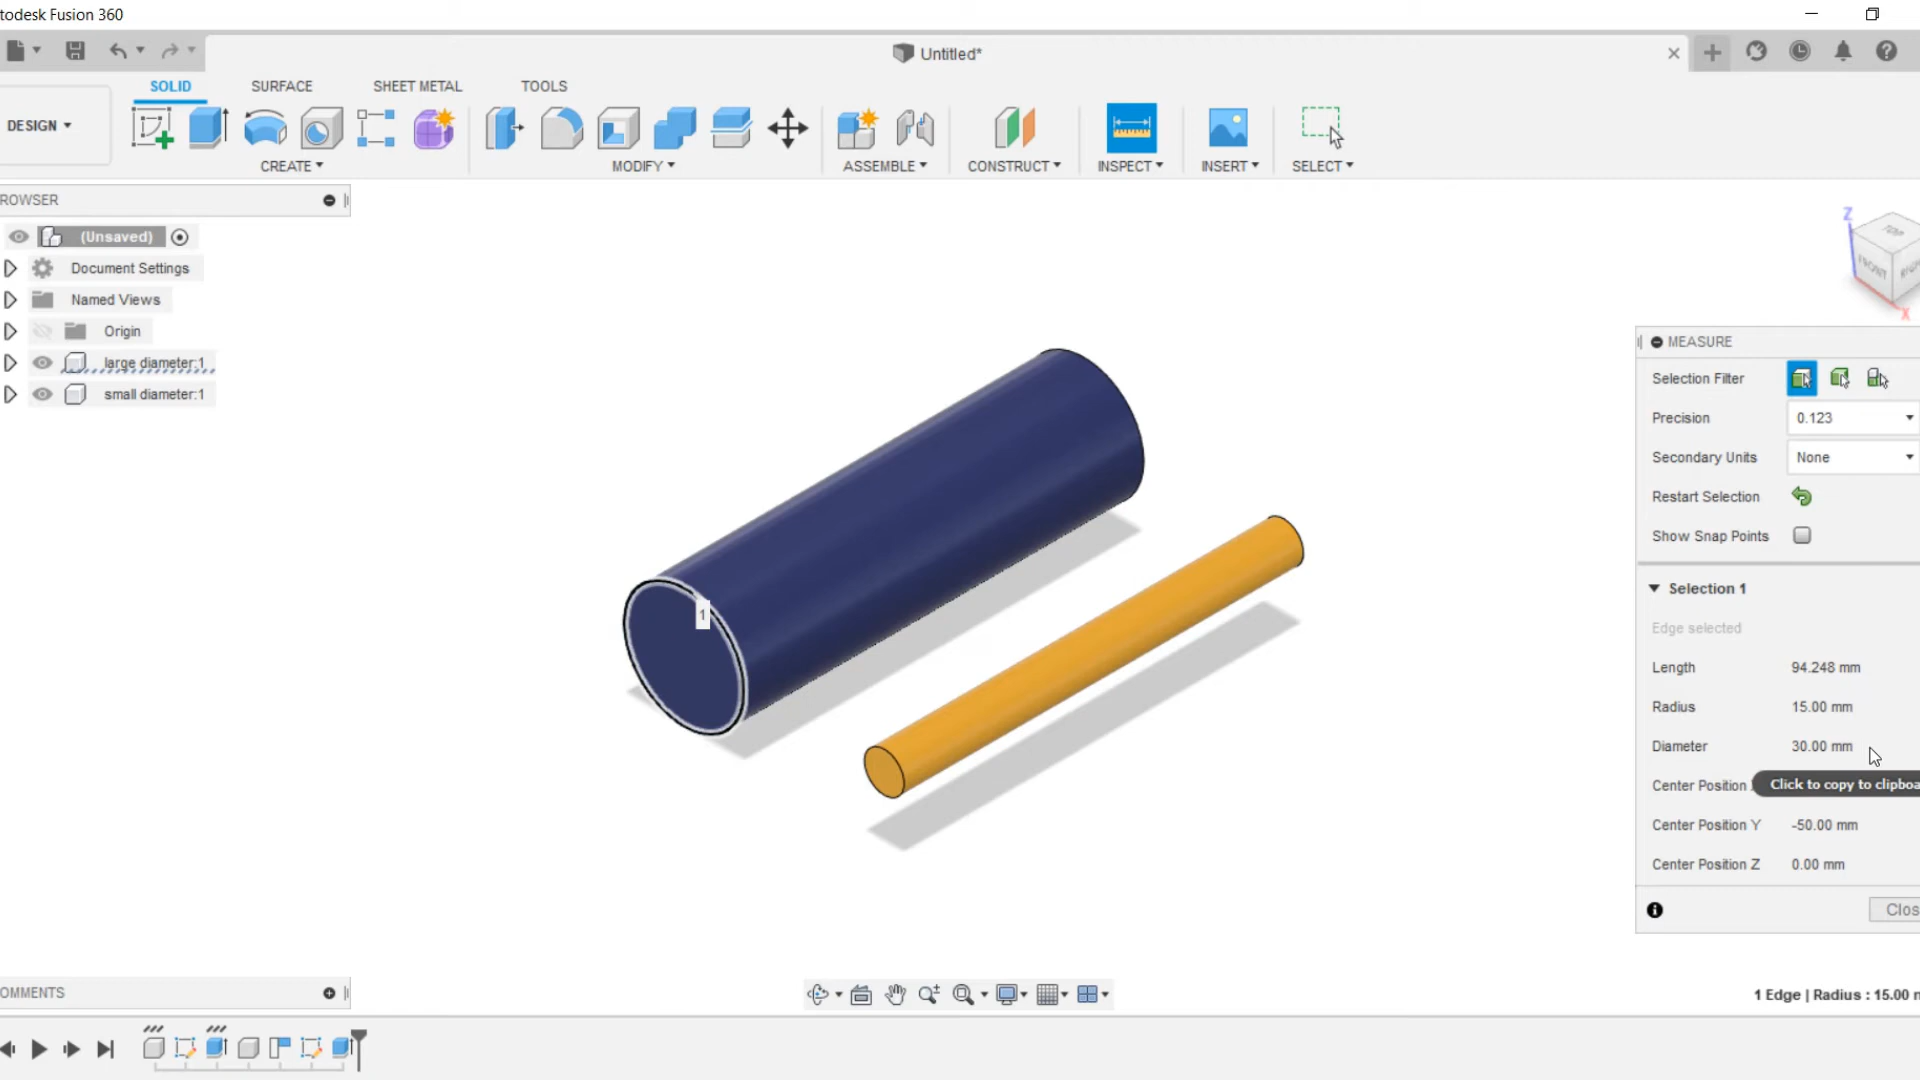 todesk Fusion 360
Untitled*
SOLID
SURFACE
SHEET METAL
TOOLS
DESIGN
CREATE
MODIFY
ASSEMBLE
CONSTRUCT
INSPECT
INSERT
SELECT
ROWSER
(Unsaved)
Document Settings
Named Views
Origin
large diameter:1
small diameter:1
Z
TOP
FRONT
RIGH
X
1
MEASURE
Selection Filter
Precision 0.123
Secondary Units None
Restart Selection
Show Snap Points
Selection 1
Edge selected
Length 94.248 mm
Radius 15.00 mm
Diameter 30.00 mm
Center Position
Click to copy to clipboa
Center Position Y -50.00 mm
Center Position Z 0.00 mm
Clos
OMMENTS
1 Edge | Radius : 15.00 m